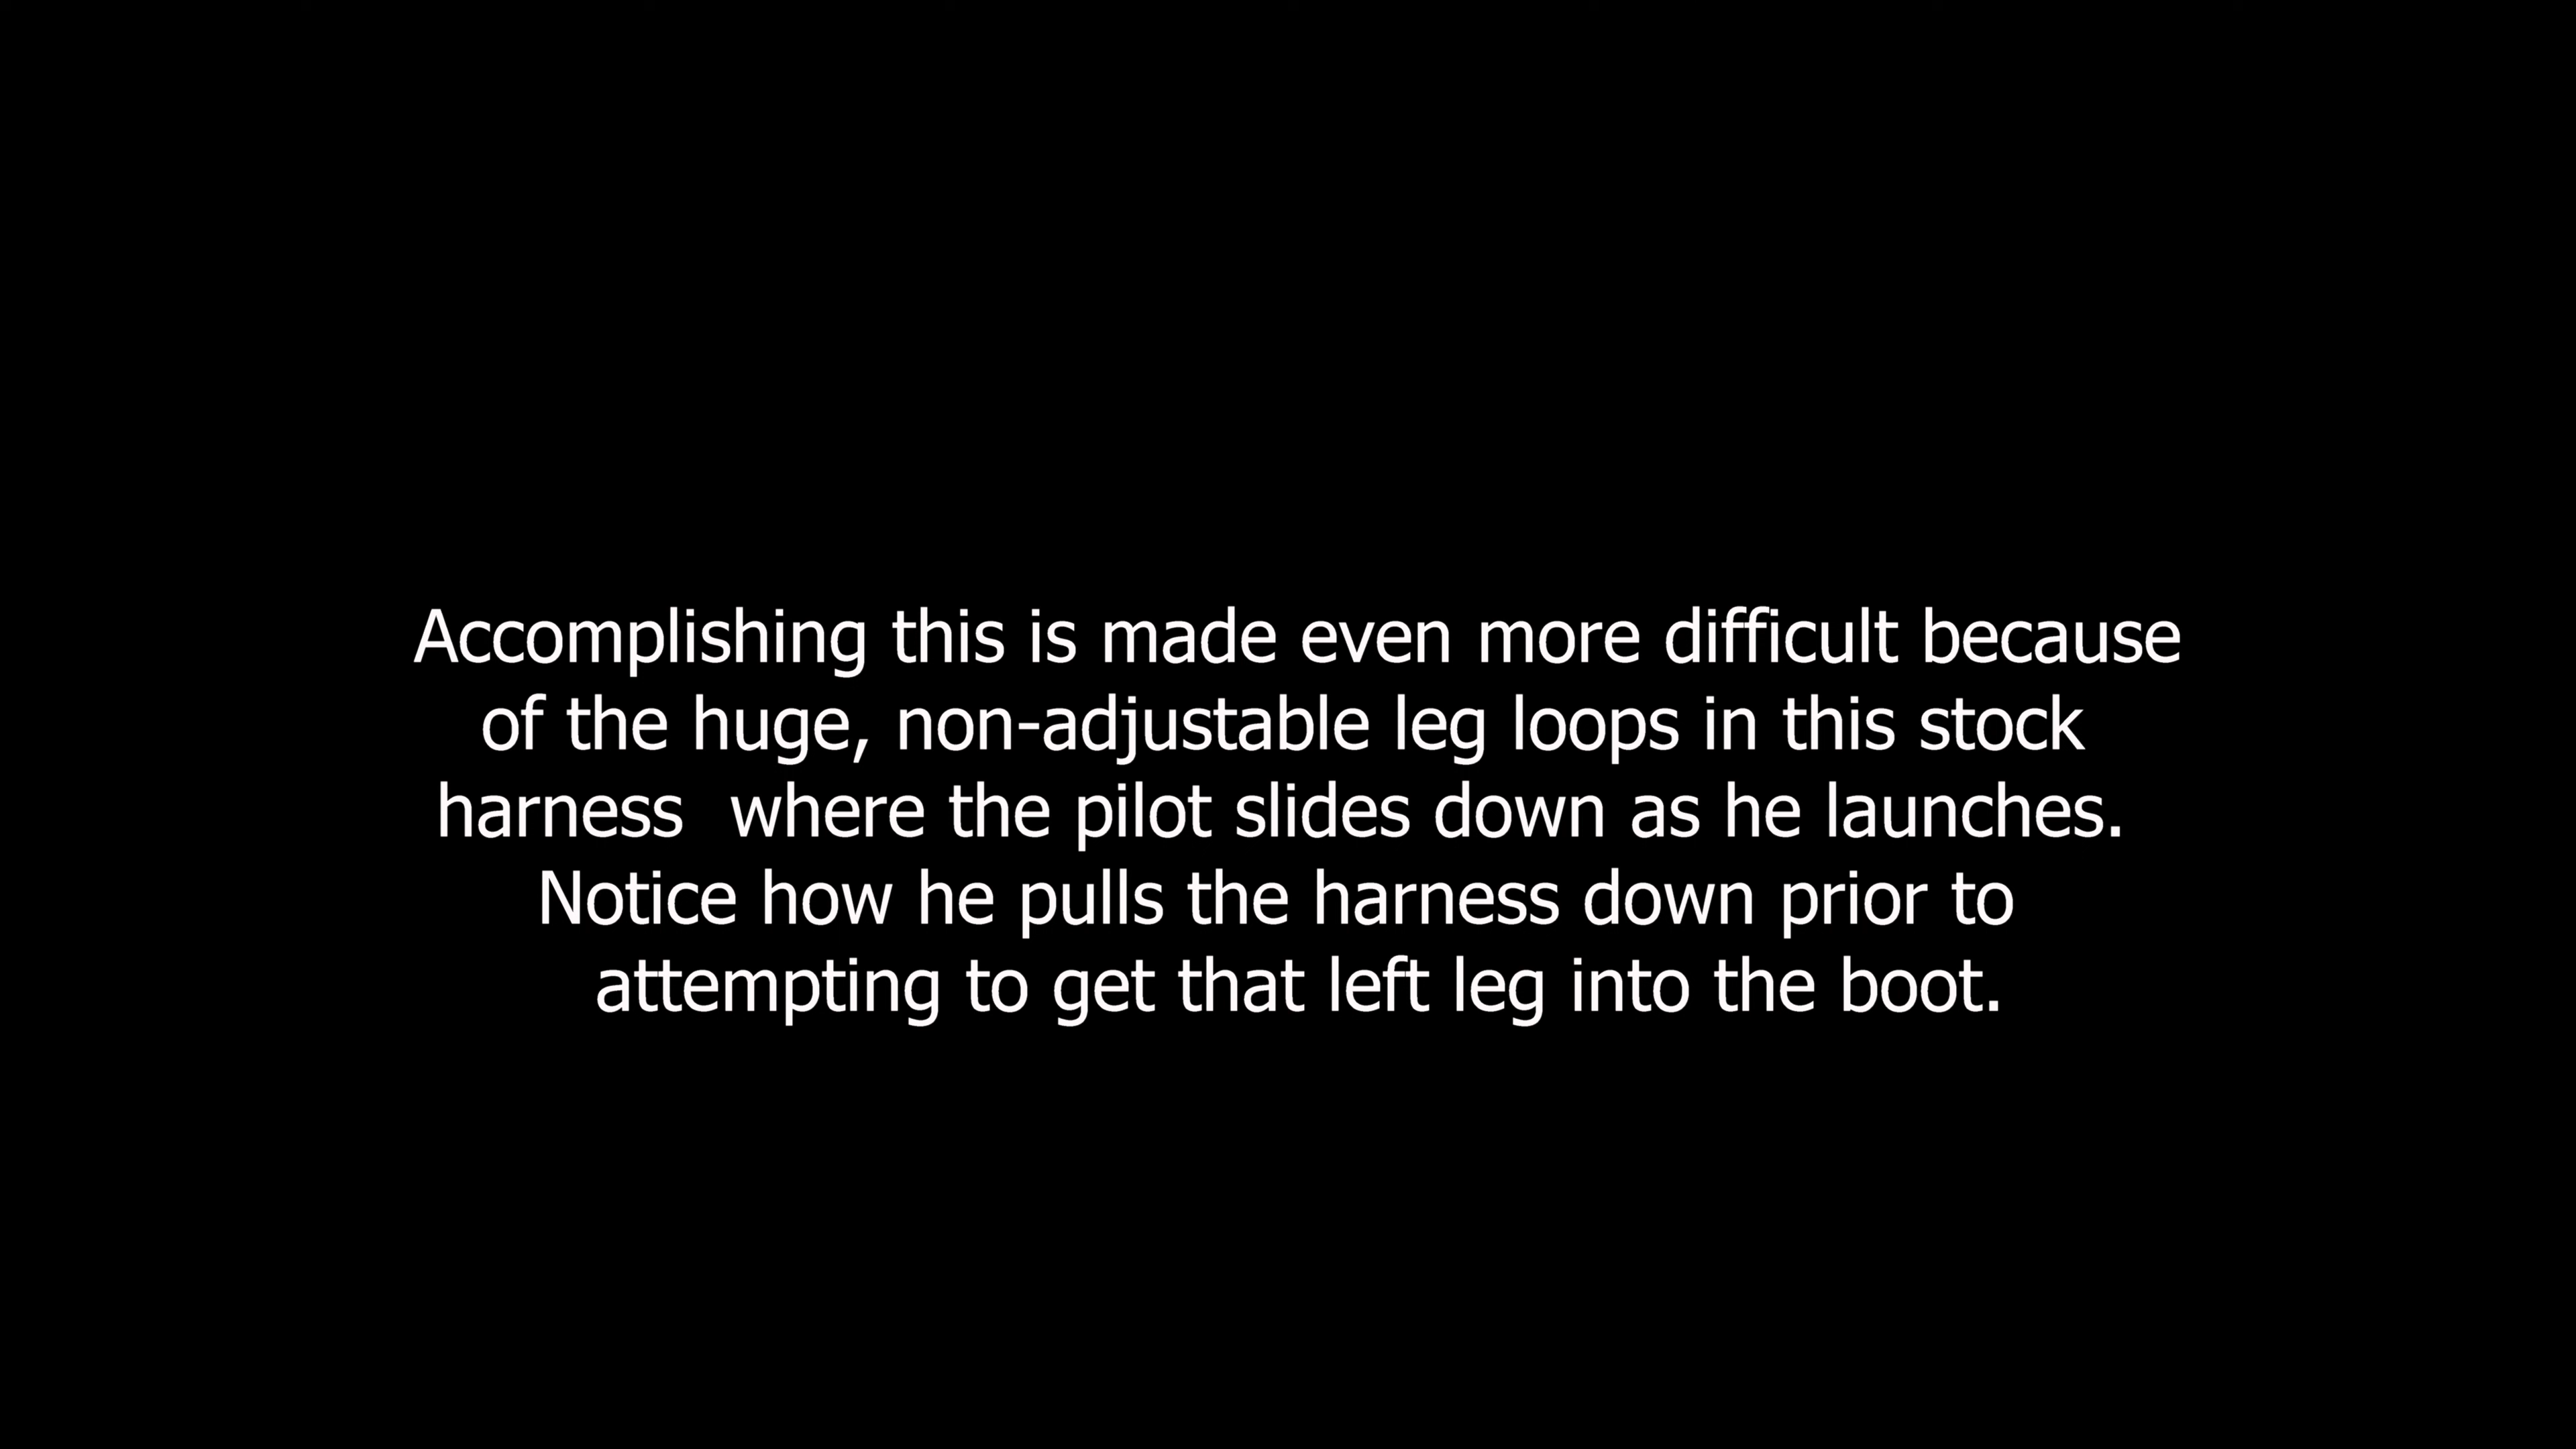 Accomplishing this is made even more difficult because
of the huge, non-adjustable leg loops in this stock
harness  where the pilot slides down as he launches.
Notice how he pulls the harness down prior to
attempting to get that left leg into the boot.